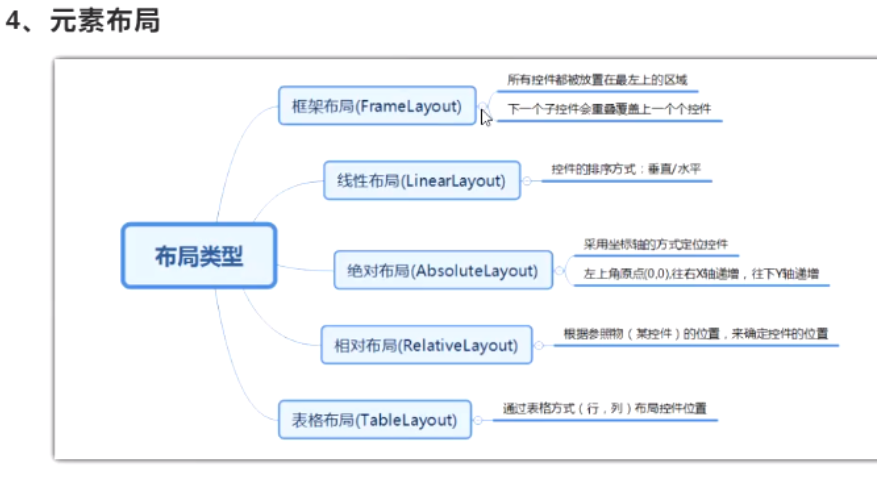 4、元素布局
布局类型
框架布局(FrameLayout)
所有控件都被放置在最左上的区域
下一个子控件会重叠覆盖上一个个控件
线性布局(LinearLayout)
控件的排序方式：垂直/水平
绝对布局(AbsoluteLayout)
采用坐标轴的方式定位控件
左上角原点(0,0),往右X轴递增，往下Y轴递增
相对布局(RelativeLayout)
根据参照物（某控件）的位置，来确定控件的位置
表格布局(TableLayout)
通过表格方式（行，列）布局控件位置